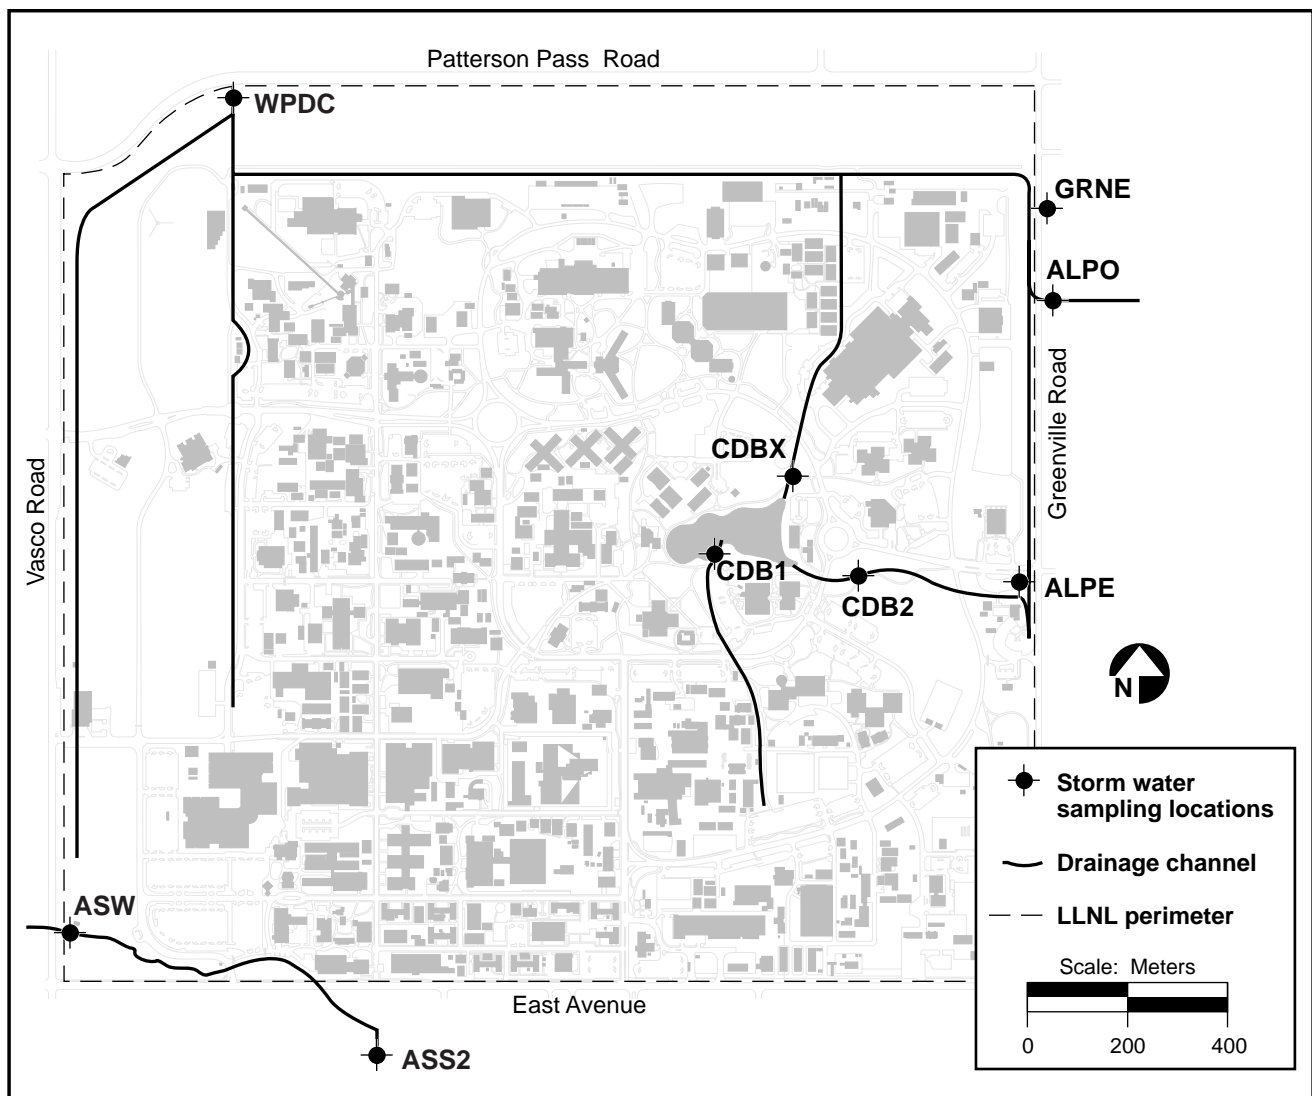 Patterson Pass Road
WPDC
GRNE
ALPO
Greenville Road
CDBX
Vasco Road
CDB1
CDB2
ALPE
N
Storm water
sampling locations
Drainage channel
LLNL perimeter
Scale: Meters
0 200 400
ASW
East Avenue
ASS2